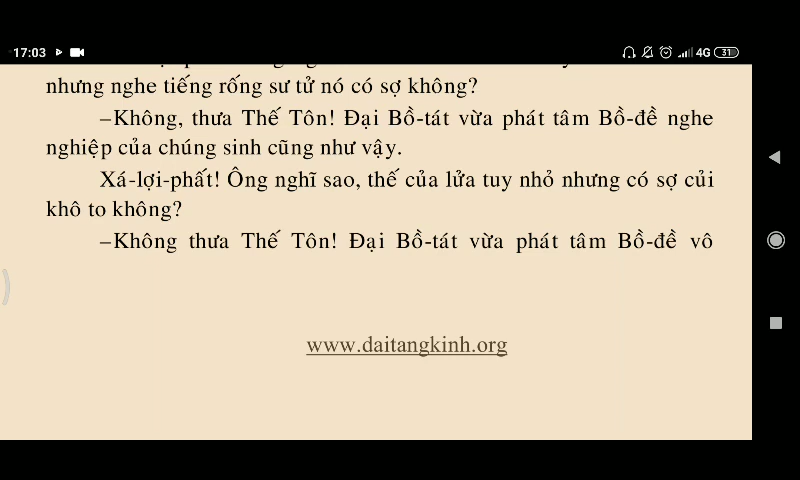 17:03
4G 31
nhưng nghe tiếng rống sư tử nó có sợ không?
–Không, thưa Thế Tôn! Đại Bồ-tát vừa phát tâm Bồ-đề nghe
nghiệp của chúng sinh cũng như vậy.
Xá-lợi-phất! Ông nghĩ sao, thế của lửa tuy nhỏ nhưng có sợ củi
khô to không?
–Không thưa Thế Tôn! Đại Bồ-tát vừa phát tâm Bồ-đề vô
www.daitangkinh.org